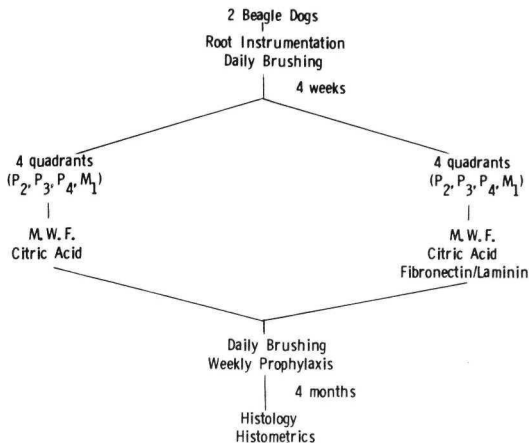 2 Beagle Dogs
Root Instrumentation
Daily Brushing
4 weeks
4 quadrants
(P2, P3, P4, M1)
M. W. F.
Citric Acid
4 quadrants
(P2, P3, P4, M1)
M. W. F.
Citric Acid
Fibronectin/Laminin
Daily Brushing
Weekly Prophylaxis
4 months
Histology
Histometrics